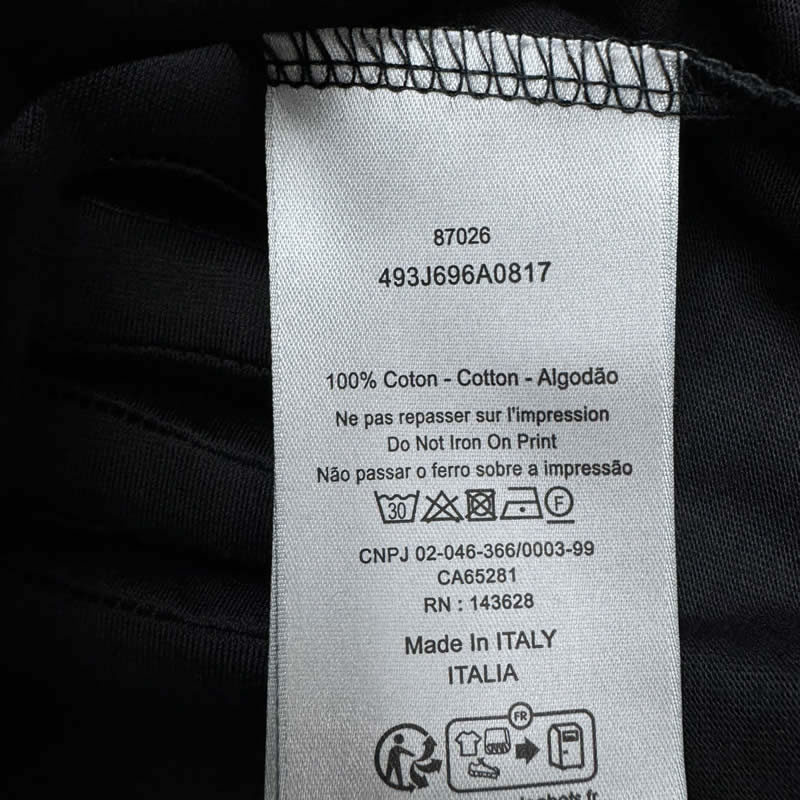 87026
493J696A0817
100% Coton - Cotton - Algodão
Ne pas repasser sur l'impression
Do Not Iron On Print
Não passar o ferro sobre a impressão
30
F
CNPJ 02-046-366/0003-99
CA65281
RN : 143628
Made In ITALY
ITALIA
FR